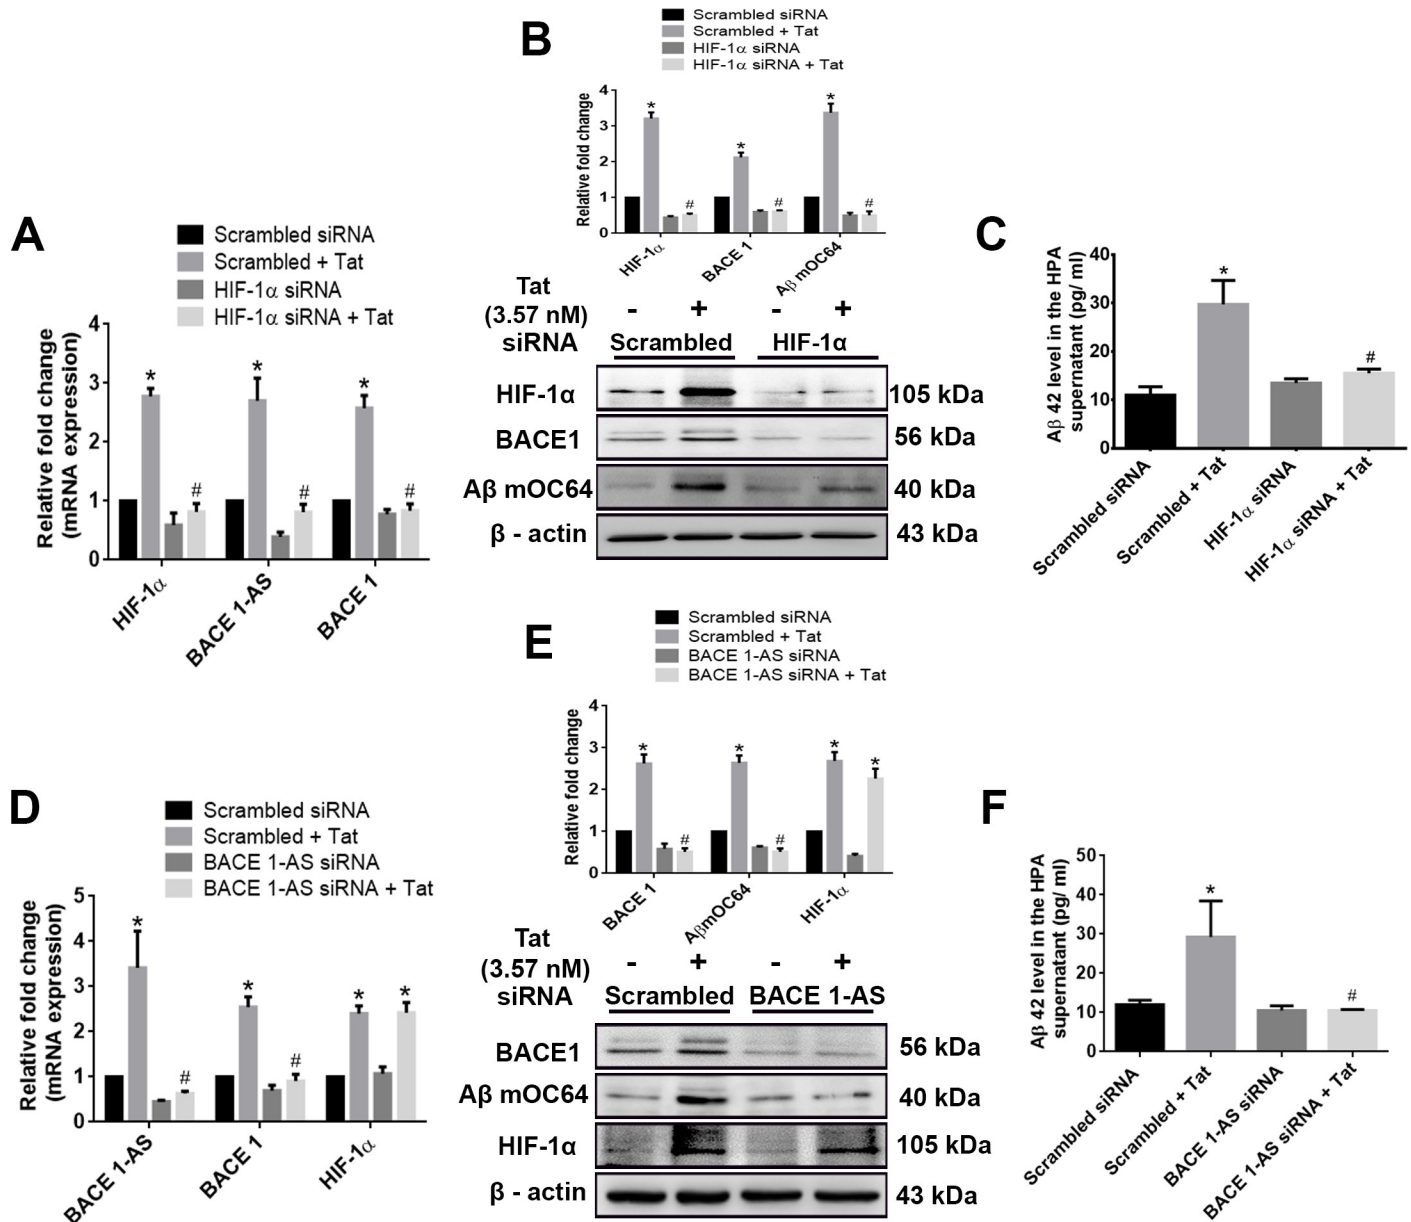 A
Scrambled siRNA
Scrambled + Tat
HIF-1α siRNA
HIF-1α siRNA + Tat
Relative fold change
(mRNA expression)
4
3
2
1
0
*
*
*
#
#
#
HIF-1α
BACE 1-AS
BACE 1
B
Scrambled siRNA
Scrambled + Tat
HIF-1α siRNA
HIF-1α siRNA + Tat
Relative fold change
4
3
2
1
0
*
*
*
#
#
#
HIF-1α
BACE 1
Aβ mOC64
Tat
(3.57 nM)
- + - +
siRNA
Scrambled HIF-1α
HIF-1α 105 kDa
BACE1 56 kDa
Aβ mOC64 40 kDa
β - actin 43 kDa
C
Aβ 42 level in the HPA
supernatant (pg/ ml)
40
30
20
10
0
*
#
Scrambled siRNA
Scrambled + Tat
HIF-1α siRNA
HIF-1α siRNA + Tat
D
Scrambled siRNA
Scrambled + Tat
BACE 1-AS siRNA
BACE 1-AS siRNA + Tat
Relative fold change
(mRNA expression)
5
4
3
2
1
0
*
#
*
#
*
*
BACE 1-AS
BACE 1
HIF-1α
E
Scrambled siRNA
Scrambled + Tat
BACE 1-AS siRNA
BACE 1-AS siRNA + Tat
Relative fold change
4
3
2
1
0
*
#
*
#
*
*
BACE 1
AβmOC64
HIF-1α
Tat
(3.57 nM)
- + - +
siRNA
Scrambled BACE 1-AS
BACE1 56 kDa
Aβ mOC64 40 kDa
HIF-1α 105 kDa
β - actin 43 kDa
F
Aβ 42 level in the HPA
supernatant (pg/ ml)
50
40
30
20
10
0
*
#
Scrambled siRNA
Scrambled + Tat
BACE 1-AS siRNA
BACE 1-AS siRNA + Tat